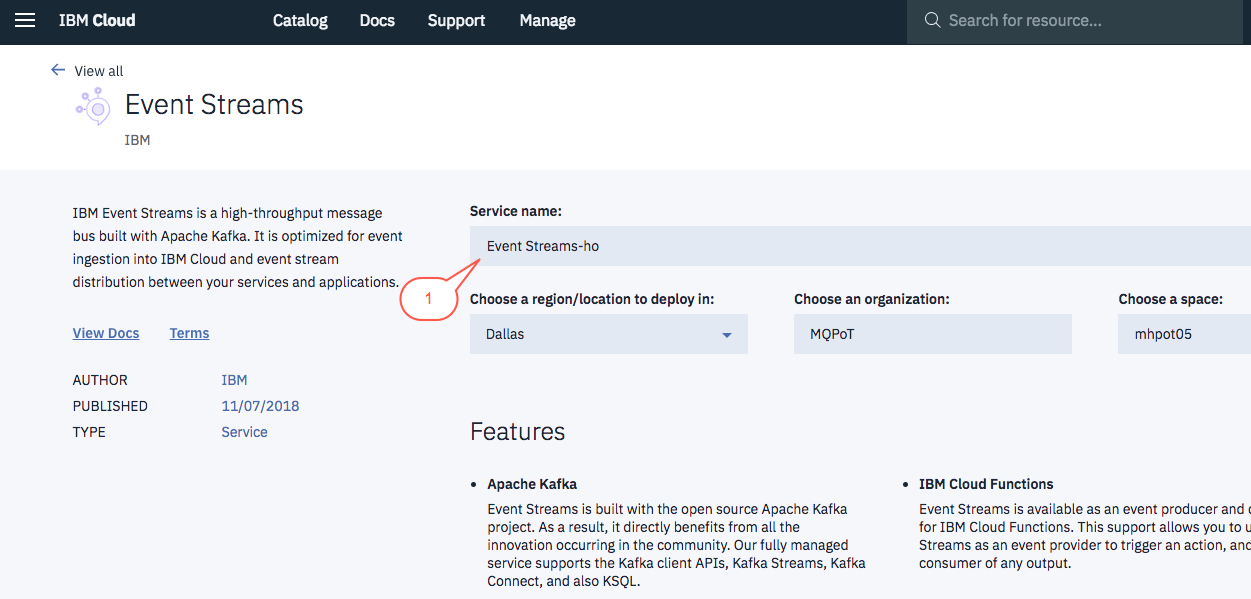 IBM Cloud
Catalog
Docs
Support
Manage
Search for resource...
View all
Event Streams
IBM
IBM Event Streams is a high-throughput message
bus built with Apache Kafka. It is optimized for event
ingestion into IBM Cloud and event stream
distribution between your services and applications.
View Docs
Terms
AUTHOR IBM
PUBLISHED 11/07/2018
TYPE Service
Service name:
Event Streams-ho
1
Choose a region/location to deploy in:
Dallas
Choose an organization:
MQPoT
Choose a space:
mhpot05
Features
• Apache Kafka
Event Streams is built with the open source Apache Kafka
project. As a result, it directly benefits from all the
innovation occurring in the community. Our fully managed
service supports the Kafka client APIs, Kafka Streams, Kafka
Connect, and also KSQL.
• IBM Cloud Functions
Event Streams is available as an event producer and
for IBM Cloud Functions. This support allows you to
Streams as an event provider to trigger an action, and
consumer of any output.